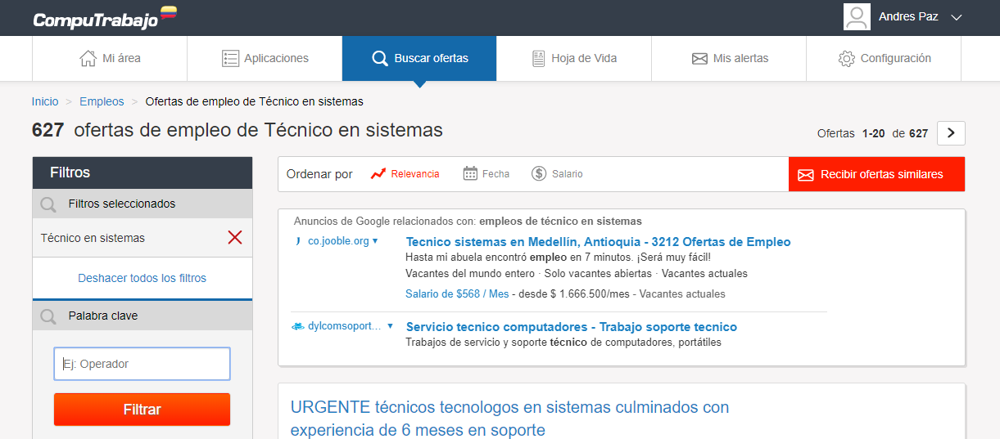 CompuTrabajo
Andres Paz
Mi área
Aplicaciones
Buscar ofertas
Hoja de Vida
Mis alertas
Configuración
Inicio > Empleos > Ofertas de empleo de Técnico en sistemas
627 ofertas de empleo de Técnico en sistemas
Ofertas 1-20 de 627
Filtros
Filtros seleccionados
Técnico en sistemas
Deshacer todos los filtros
Palabra clave
Ej: Operador
Filtrar
Ordenar por Relevancia Fecha $ Salario
Recibir ofertas similares
Anuncios de Google relacionados con: empleos de técnico en sistemas
co.jooble.org
Tecnico sistemas en Medellín, Antioquia - 3212 Ofertas de Empleo
Hasta mi abuela encontró empleo en 7 minutos. ¡Será muy fácil!
Vacantes del mundo entero · Solo vacantes abiertas · Vacantes actuales
Salario de $568 / Mes - desde $ 1.666.500/mes - Vacantes actuales
dylcomsoport...
Servicio tecnico computadores - Trabajo soporte tecnico
Trabajos de servicio y soporte técnico de computadores, portátiles
URGENTE técnicos tecnologos en sistemas culminados con
experiencia de 6 meses en soporte